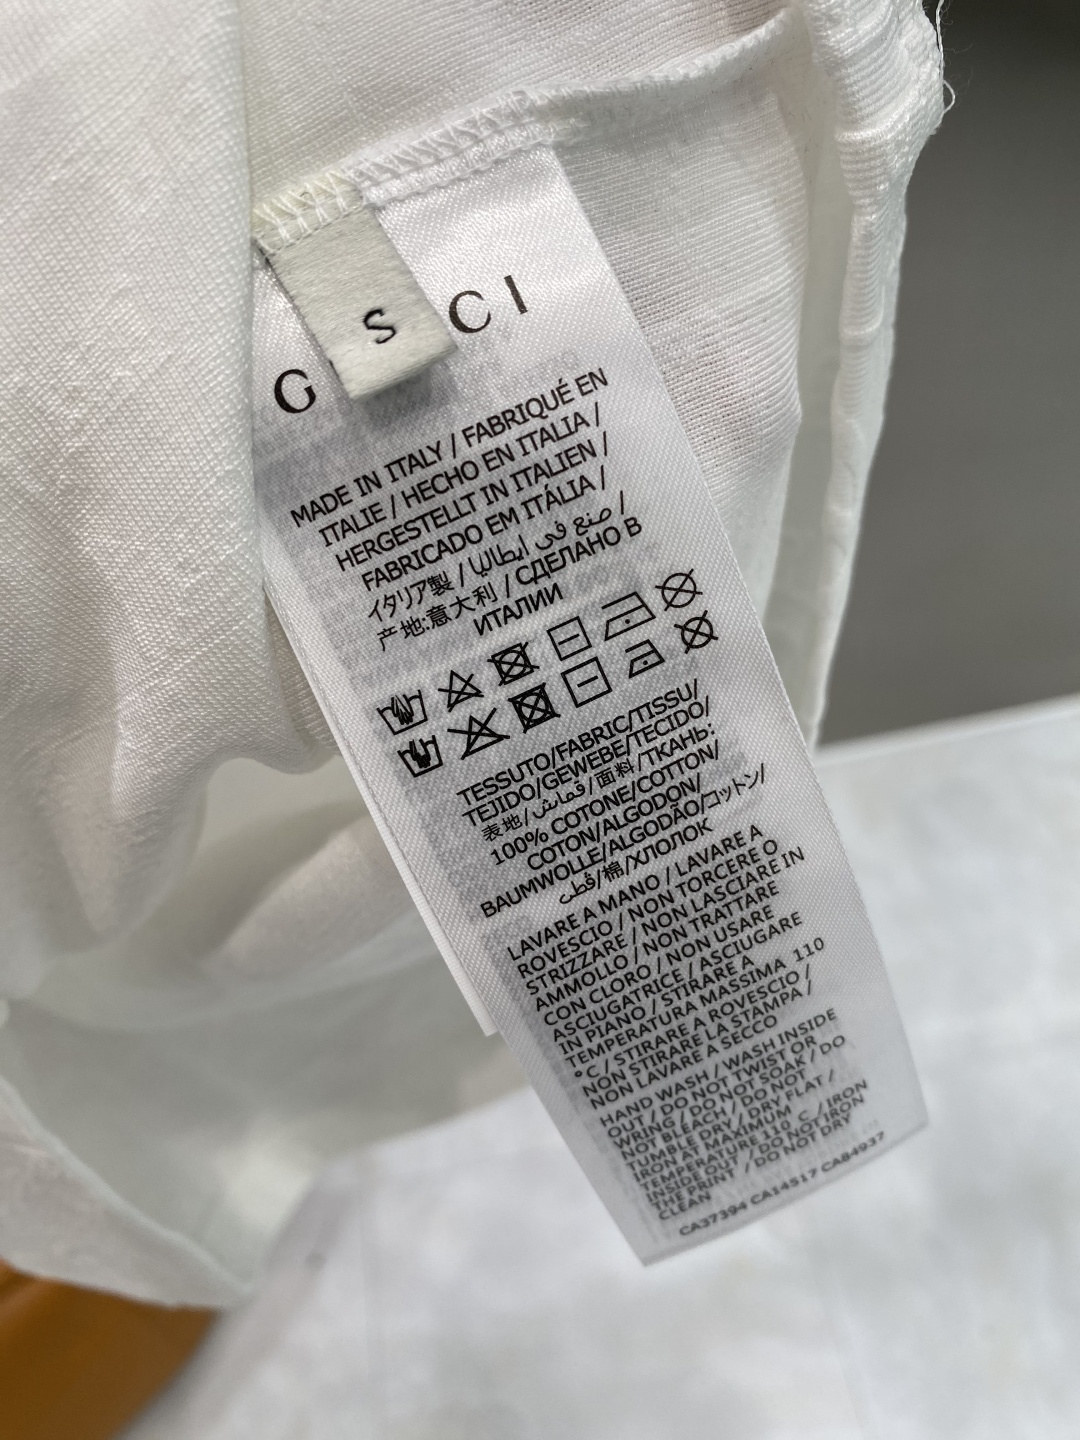 S
G CI
MADE IN ITALY / FABRIQUÉ EN
ITALIE / HECHO EN ITALIA /
HERGESTELLT IN ITALIEN /
FABRICADO EM ITÁLIA /
イタリア製 / صنع في ايطاليا /
产地:意大利 / СДЕЛАНО В
ИТАЛИИ
TESSUTO/FABRIC/TISSU/
TEJIDO/GEWEBE/TECIDO/
表地/قماش/面料/ТКАНЬ:
100% COTONE/COTTON/
COTON/ALGODON/
BAUMWOLLE/ALGODÃO/コットン/
قطن/棉/ХЛОПОК
LAVARE A MANO / LAVARE A
ROVESCIO / NON TORCERE O
STRIZZARE / NON LASCIARE IN
AMMOLLO / NON TRATTARE
CON CLORO / NON USARE
ASCIUGATRICE / ASCIUGARE
IN PIANO / STIRARE A
TEMPERATURA MASSIMA 110
°C / STIRARE A ROVESCIO /
NON STIRARE LA STAMPA /
NON LAVARE A SECCO
HAND WASH / WASH INSIDE
OUT / DO NOT TWIST OR
WRING / DO NOT SOAK / DO
NOT BLEACH / DO NOT
TUMBLE DRY / DRY FLAT /
IRON AT MAXIMUM
TEMPERATURE 110 C / IRON
INSIDE OUT / DO NOT IRON
THE PRINT / DO NOT DRY
CLEAN
CA37394 CA14517 CA84937